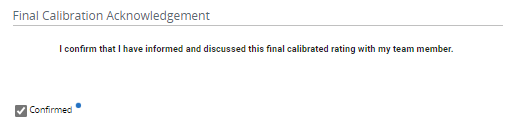 Final Calibration Acknowledgement
I confirm that I have informed and discussed this final calibrated rating with my team member.
Confirmed